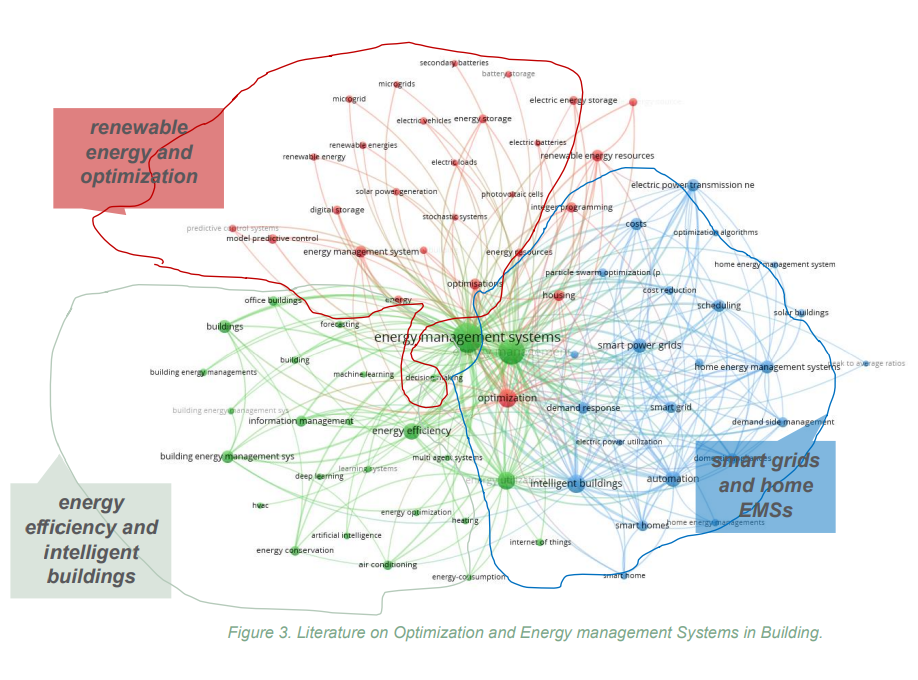 secondary batteries
battery storage
microgrids
microgrid
electric energy storage
electric vehicles
energy storage
renewable energies
electric batteries
renewable energy
renewable energy resources
electric loads
renewable
energy and
optimization
solar power generation
photovoltaic cells
electric power transmission ne
digital storage
stochastic systems
integer programming
costs
optimization algorithms
predictive control systems
model predictive control
energy management system
energy resources
home energy management system
particle swarm optimization (p
optimisations
cost reduction
office buildings
energy
housing
scheduling
solar buildings
buildings
forecasting
energy management systems
smart power grids
building
home energy management systems
peak to average ratios
building energy managements
machine learning
decision making
optimization
building energy management sys
demand response
smart grid
information management
energy efficiency
demand side management
electric power utilization
building energy management sys
multi agent systems
learning systems
deep learning
energy utilization
intelligent buildings
automation
smart grids
and home
EMSs
hvac
energy optimization
heating
smart homes
home energy managements
artificial intelligence
energy conservation
internet of things
air conditioning
energy-consumption
smart home
energy
efficiency and
intelligent
buildings
Figure 3. Literature on Optimization and Energy management Systems in Building.